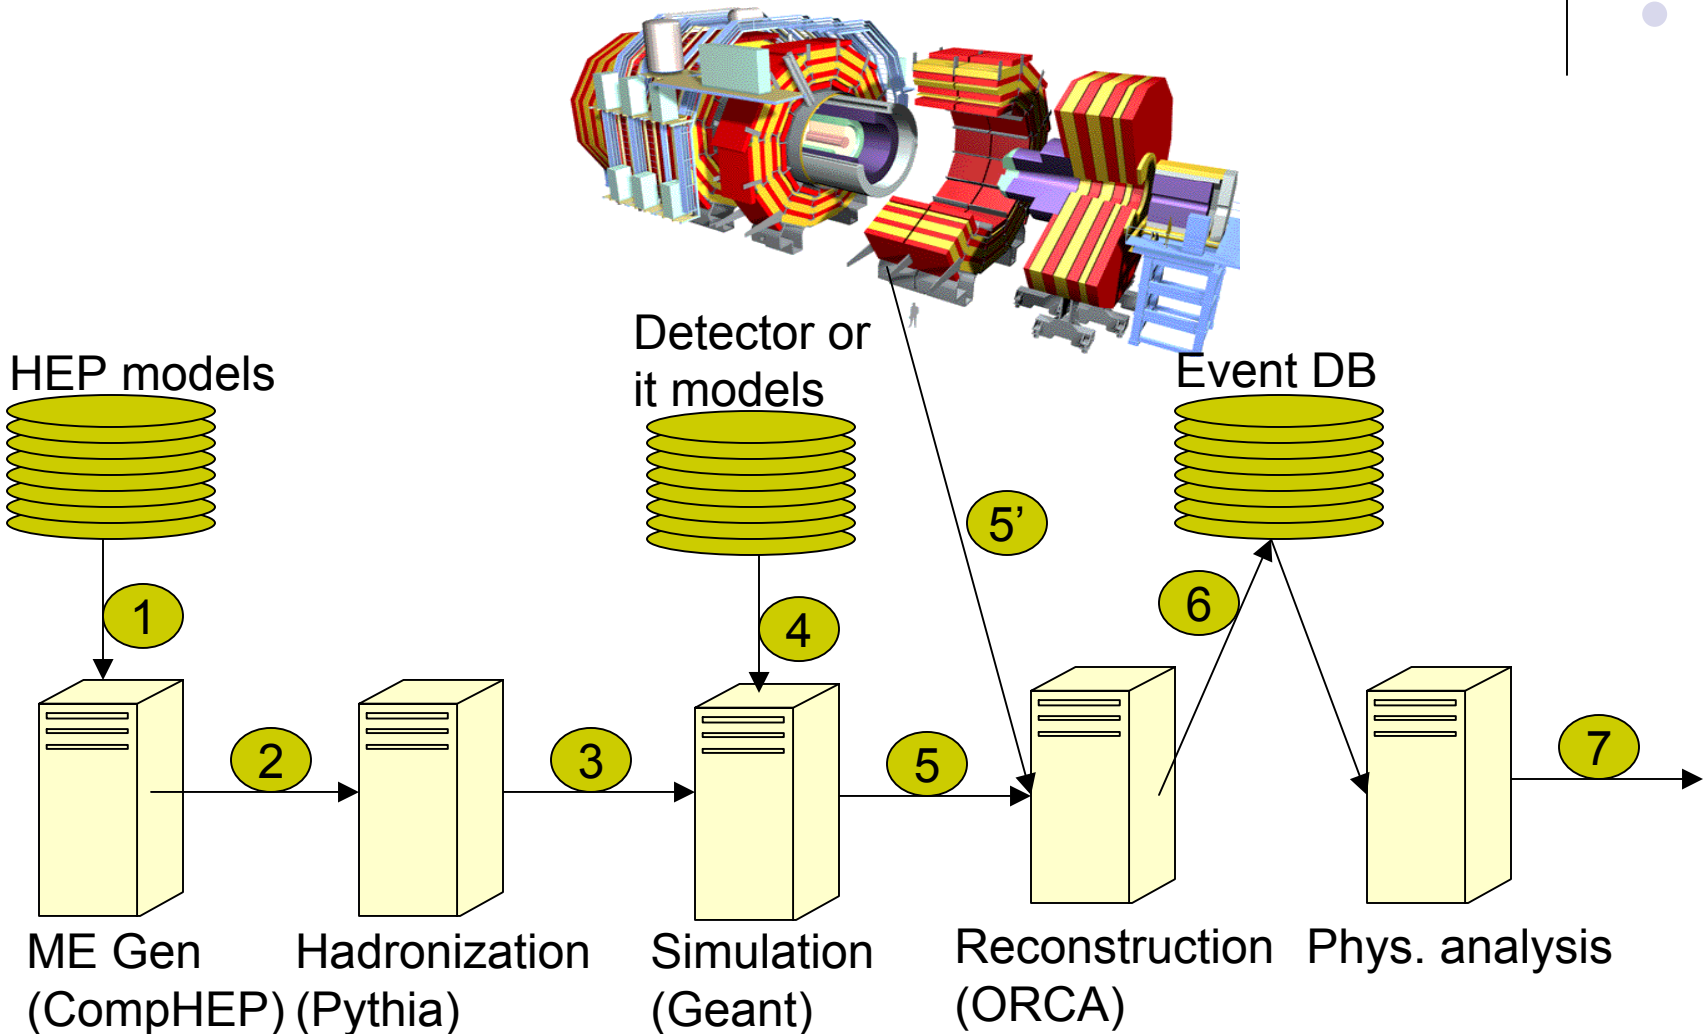 Detector or
it models
HEP models
Event DB
5’
1
4
6
2
3
5
7
ME Gen
(CompHEP)
Hadronization
(Pythia)
Simulation
(Geant)
Reconstruction
(ORCA)
Phys. analysis